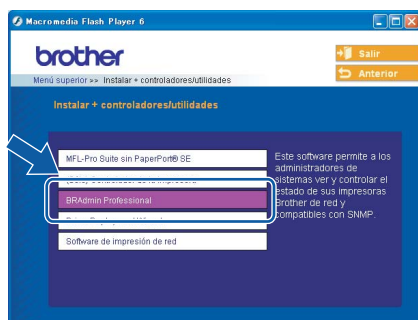 Macromedia Flash Player 6
brother
Salir
Menú superior >> Instalar + controladores/utilidades
Anterior
Instalar + controladores/utilidades
MFL-Pro Suite sin PaperPort® SE
BRAdmin Professional
Software de impresión de red
Este software permite a los
administradores de
sistemas ver y controlar el
estado de sus impresoras
Brother de red y
compatibles con SNMP.